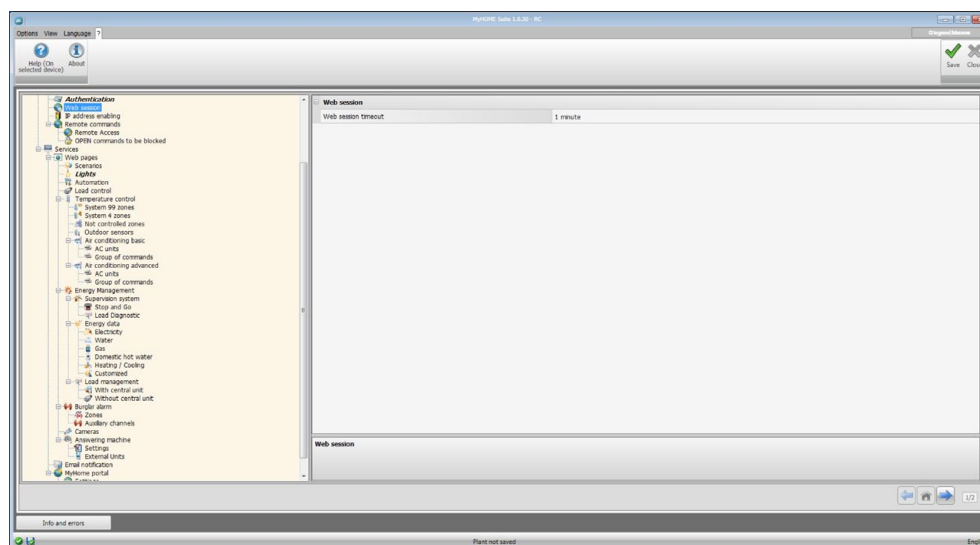 MyHOME Suite 1.0.30 - RC
Options View Language ?
Help (On selected device)
About
Save
Authentication
Web session
IP address enabling
Remote commands
Remote Access
OPEN commands to be blocked
Services
Web pages
Scenarios
Lights
Automation
Load control
Temperature control
System 99 zones
System 4 zones
Not controlled zones
Outdoor sensors
Air conditioning basic
AC units
Group of commands
Air conditioning advanced
AC units
Group of commands
Energy Management
Supervision system
Stop and Go
Load Diagnostic
Energy data
Electricity
Water
Gas
Domestic hot water
Heating / Cooling
Customized
Load management
With central unit
Without central unit
Burglar alarm
Zones
Auxiliary channels
Cameras
Answering machine
Settings
External Units
Email notification
MyHome portal
Web session
Web session timeout 1 minute
Web session
1/2
Info and errors
Plant not saved